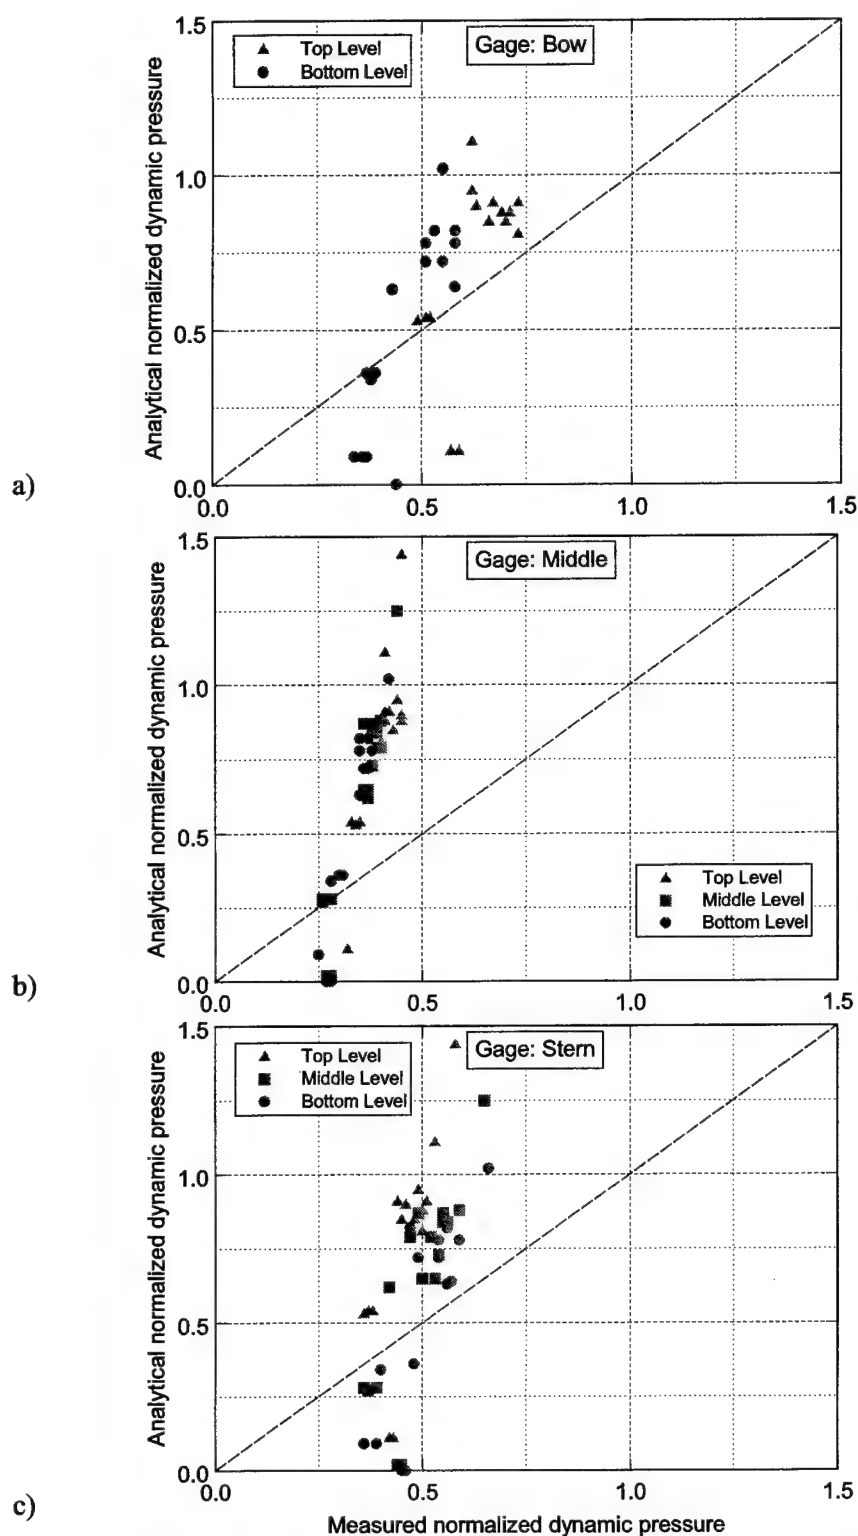 1.5
Top Level
Bottom Level
Gage: Bow
Analytical normalized dynamic pressure
1.0
0.5
0.0
a)
0.0 0.5 1.0 1.5
1.5
Gage: Middle
Analytical normalized dynamic pressure
1.0
0.5
Top Level
Middle Level
Bottom Level
0.0
b)
0.0 0.5 1.0 1.5
1.5
Top Level
Middle Level
Bottom Level
Gage: Stern
Analytical normalized dynamic pressure
1.0
0.5
0.0
c)
0.0 0.5 1.0 1.5
Measured normalized dynamic pressure